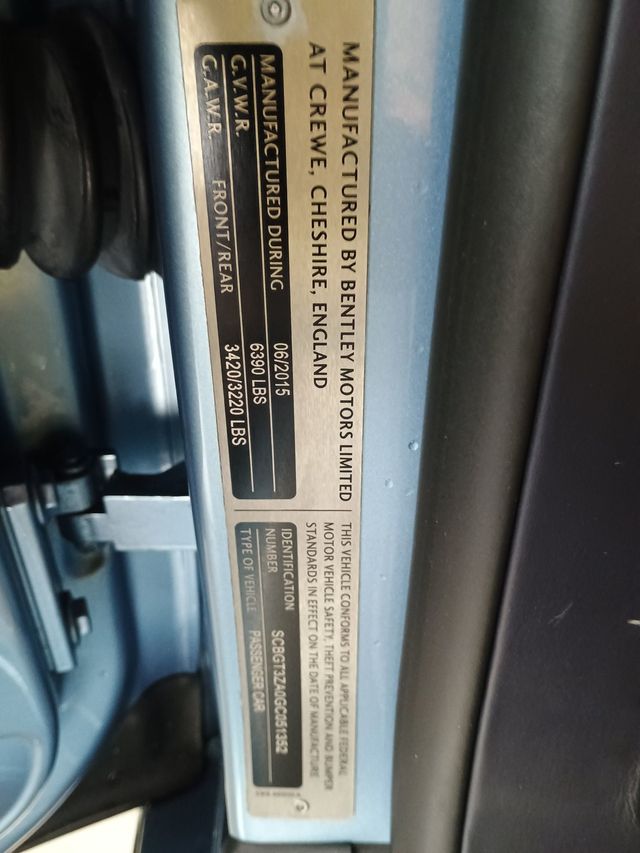 MANUFACTURED BY BENTLEY MOTORS LIMITED
AT CREWE, CHESHIRE, ENGLAND
MANUFACTURED DURING 06/2015
G.V.W.R. 6390 LBS
G.A.W.R. FRONT/REAR 3420/3220 LBS
THIS VEHICLE CONFORMS TO ALL APPLICABLE FEDERAL
MOTOR VEHICLE SAFETY, THEFT PREVENTION AND BUMPER
STANDARDS IN EFFECT ON THE DATE OF MANUFACTURE
IDENTIFICATION
NUMBER SCBGT3ZA0GC051352
TYPE OF VEHICLE PASSENGER CAR